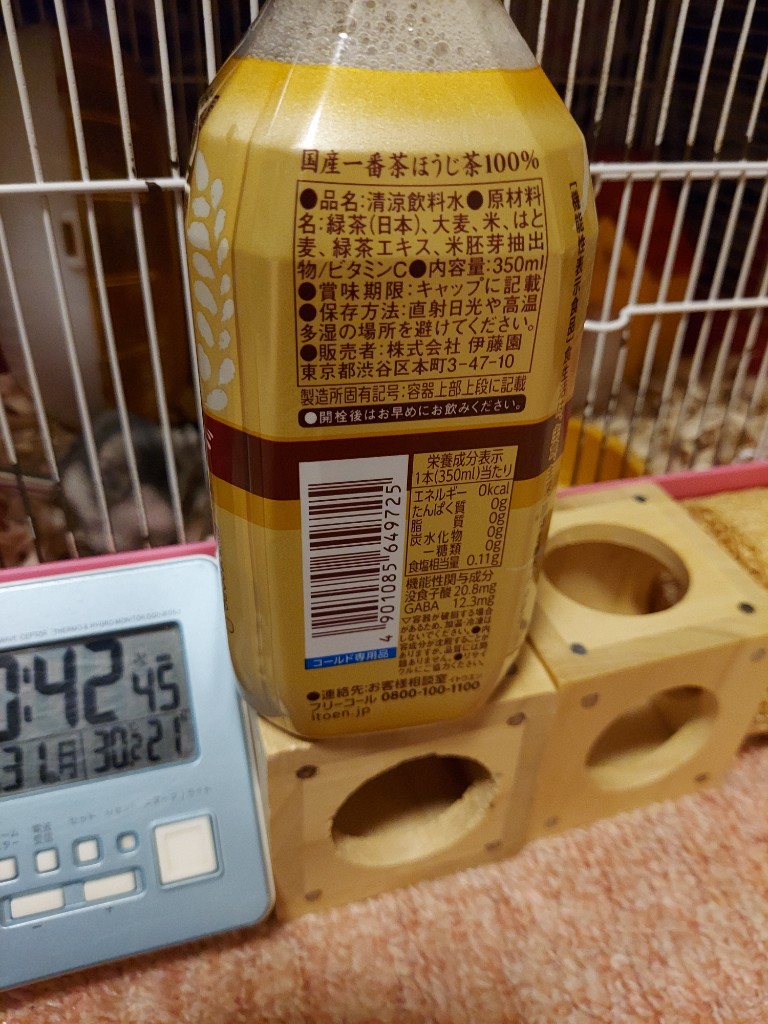 国産一番茶ほうじ茶100%
●品名:清涼飲料水●原材料
名:緑茶(日本)、大麦、米、はと
麦、緑茶エキス、米胚芽抽出
物/ビタミンC●内容量:350ml
●賞味期限:キャップに記載
●保存方法:直射日光や高温
多湿の場所を避けてください。
●販売者:株式会社 伊藤園
東京都渋谷区本町3-47-10
製造所固有記号:容器上部上段に記載
●開栓後はお早めにお飲みください。
[機能性表示食品]
4 901085 649725
コールド専用品
栄養成分表示
1本(350ml)当たり
エネルギー 0kcal
たんぱく質 0g
脂質 0g
炭水化物 0g
-糖類 0g
食塩相当量 0.11g
機能性関与成分
没食子酸 20.8mg
GABA 12.3mg
●連絡先:お客様相談室
フリーコール 0800-100-1100
itoen.jp
:42 45
31 月 30.2 21